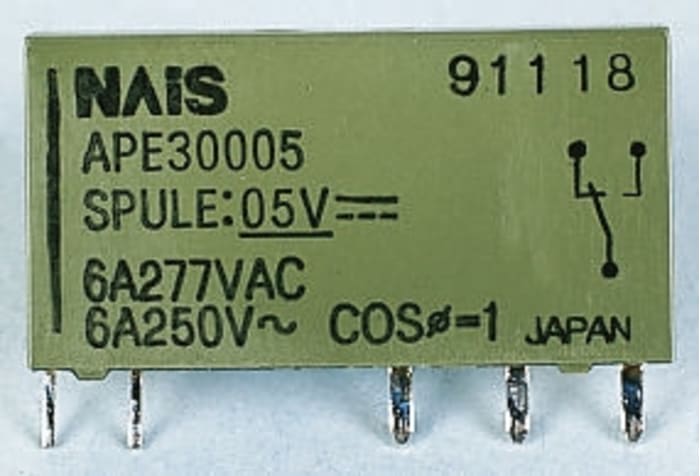 NAiS 91118
APE30005
SPULE:05V⎓
6A277VAC
6A250V~ COSø=1 JAPAN